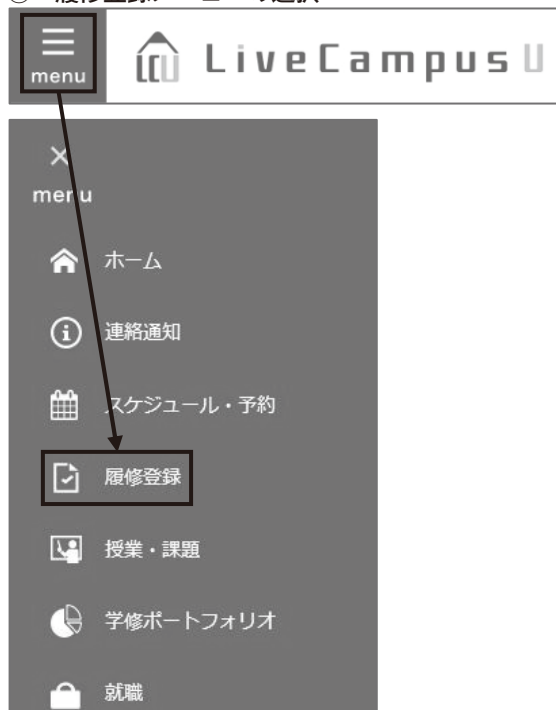 menu
LiveCampusU
menu
ホーム
連絡通知
スケジュール・予約
履修登録
授業・課題
学修ポートフォリオ
就職